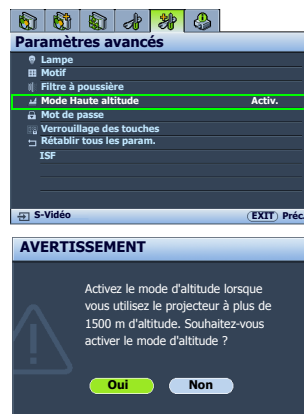 Paramètres avancés
Lampe
Motif
Filtre à poussière
Mode Haute altitude Activ.
Mot de passe
Verrouillage des touches
Rétablir tous les param.
ISF
S-Vidéo EXIT Préc.
AVERTISSEMENT
Activez le mode d'altitude lorsque
vous utilisez le projecteur à plus de
1500 m d'altitude. Souhaitez-vous
activer le mode d'altitude ?
Oui Non